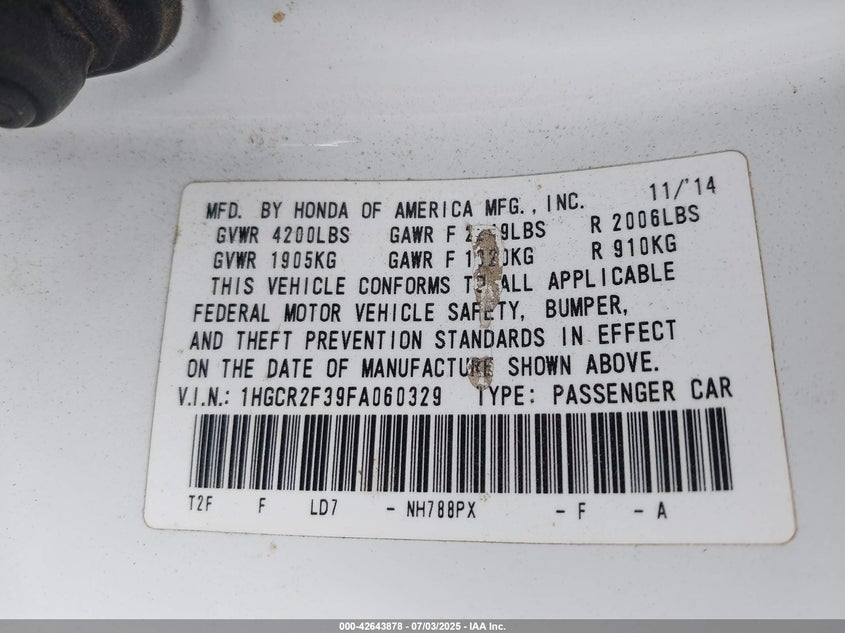 MFD. BY HONDA OF AMERICA MFG., INC. 11/'14
GVWR 4200LBS GAWR F R 2006LBS
GVWR 1905KG GAWR F R 910KG
THIS VEHICLE CONFORMS TO ALL APPLICABLE
FEDERAL MOTOR VEHICLE SAFETY, BUMPER,
AND THEFT PREVENTION STANDARDS IN EFFECT
ON THE DATE OF MANUFACTURE SHOWN ABOVE.
V.I.N.: 1HGCR2F39FA060329 TYPE: PASSENGER CAR
T2F F LD7 - NH788PX - F - A
000-42643878 - 07/03/2025 - IAA Inc.